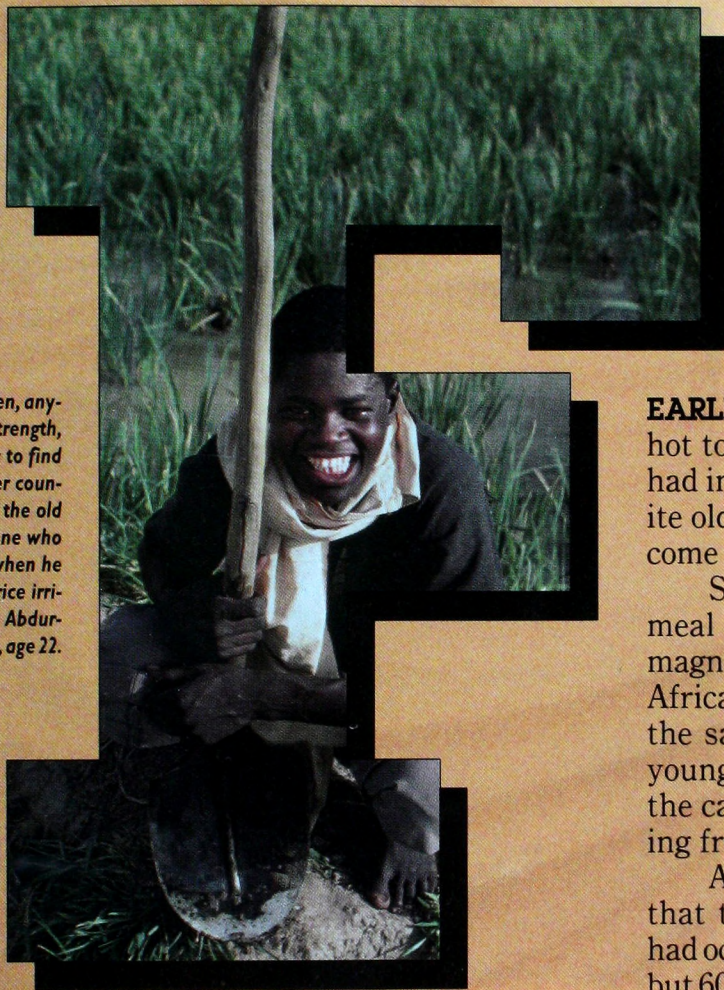 en, any-
trength,
to find
er coun-
the old
ne who
when he
rice irri-
Abdur-
, age 22.
F
EARL
hot to
had in
ite old
come
S
meal
magn
Africa
the sa
young
the ca
ing fr
A
that t
had oc
but 60